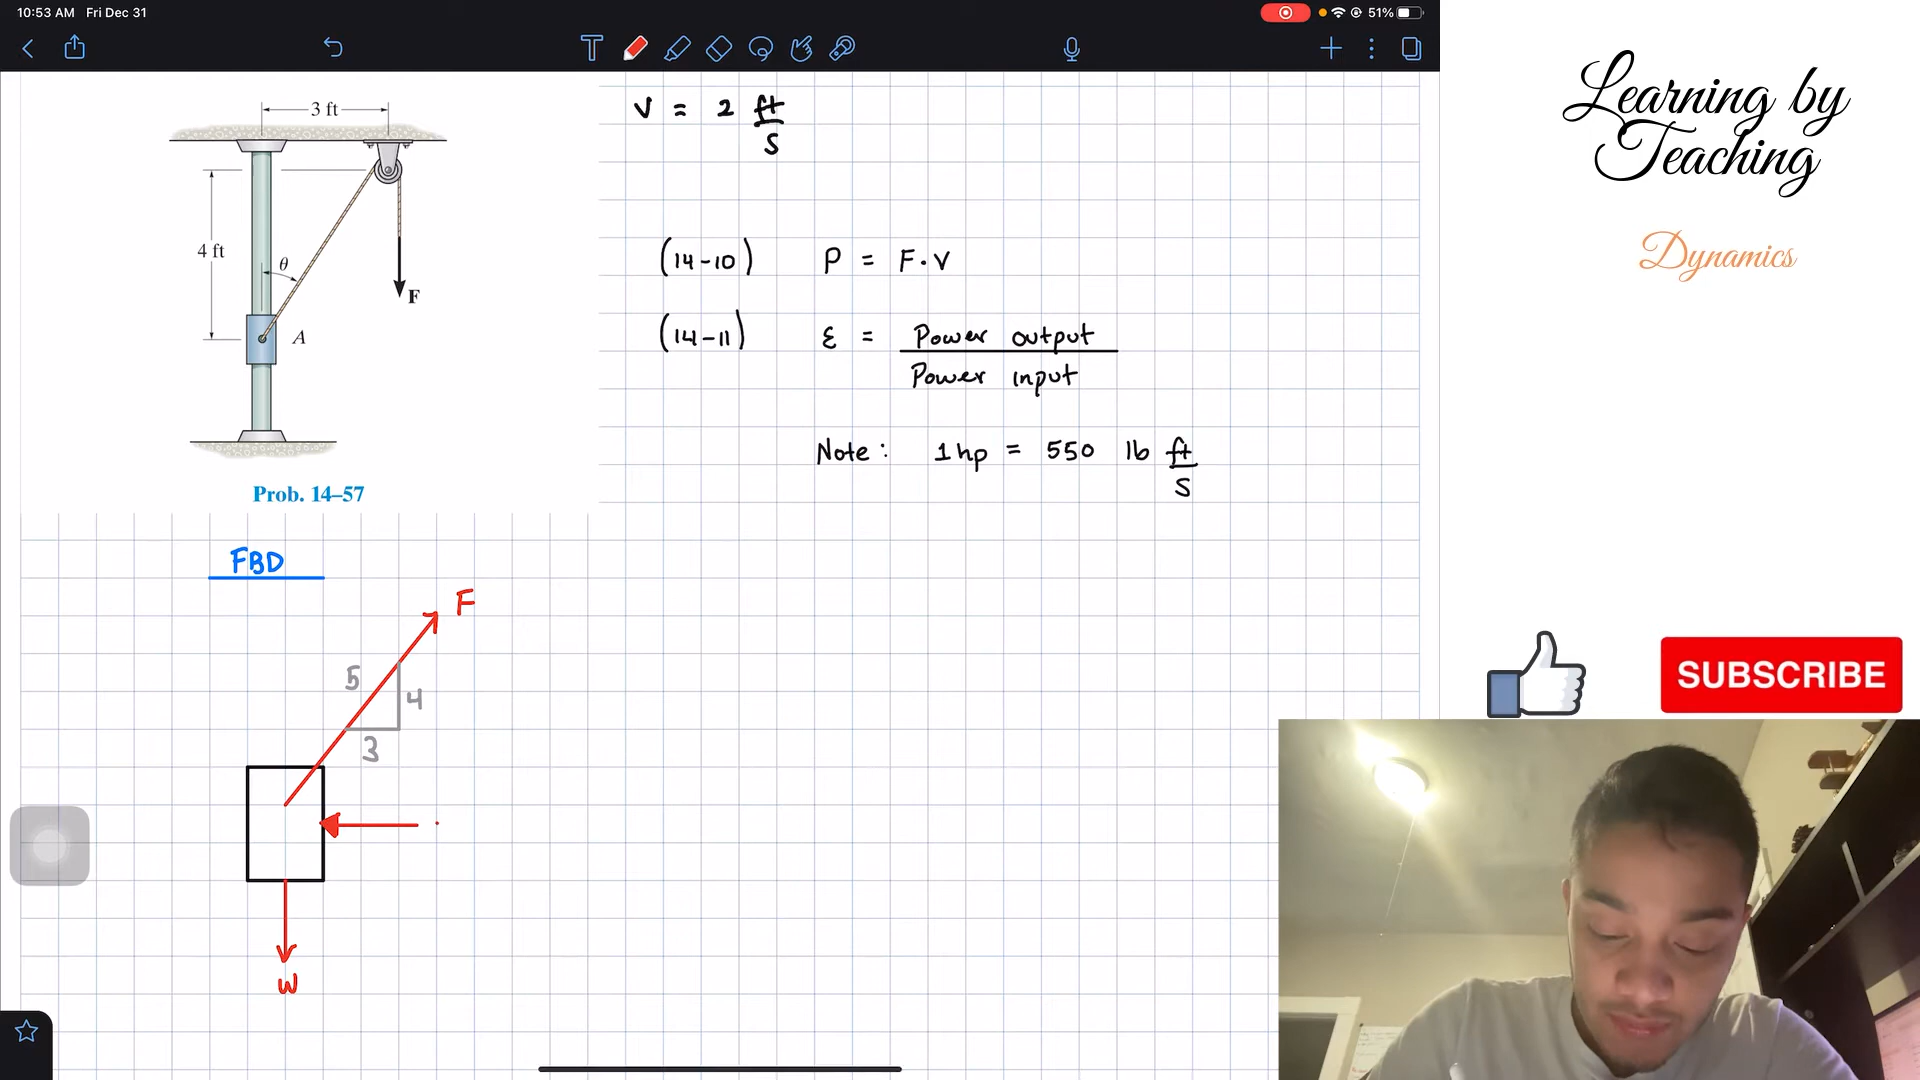 10:53 AM Fri Dec 31
51%
3 ft
4 ft
θ
A
F
Prob. 14–57
V = 2 ft/s
(14-10) P = F · V
(14-11) ε = Power output / Power input
Note: 1 hp = 550 lb ft/s
FBD
F
5
4
3
W
Learning by
Teaching
Dynamics
SUBSCRIBE